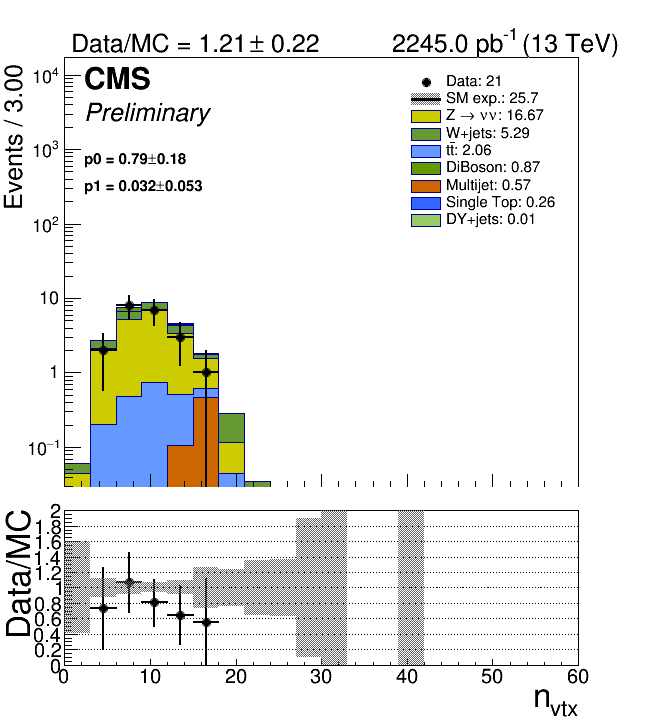 Data/MC = 1.21± 0.22 2245.0 pb⁻¹ (13 TeV)
CMS
Preliminary
p0 = 0.79±0.18
p1 = 0.032±0.053
Data: 21
SM exp.: 25.7
Z → νν: 16.67
W+jets: 5.29
tt̄: 2.06
DiBoson: 0.87
Multijet: 0.57
Single Top: 0.26
DY+jets: 0.01
Events / 3.00
10⁴
10³
10²
10
1
10⁻¹
Data/MC
2
1.8
1.6
1.4
1.2
1
0.8
0.6
0.4
0.2
0
0 10 20 30 40 50 60
n_vtx